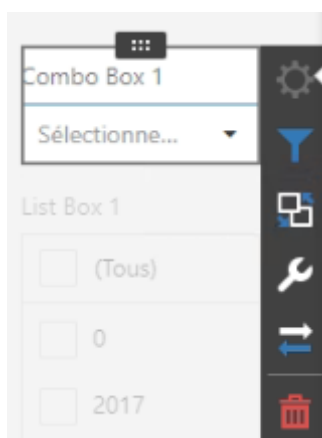 Combo Box 1
Sélectionne...
List Box 1
(Tous)
0
2017